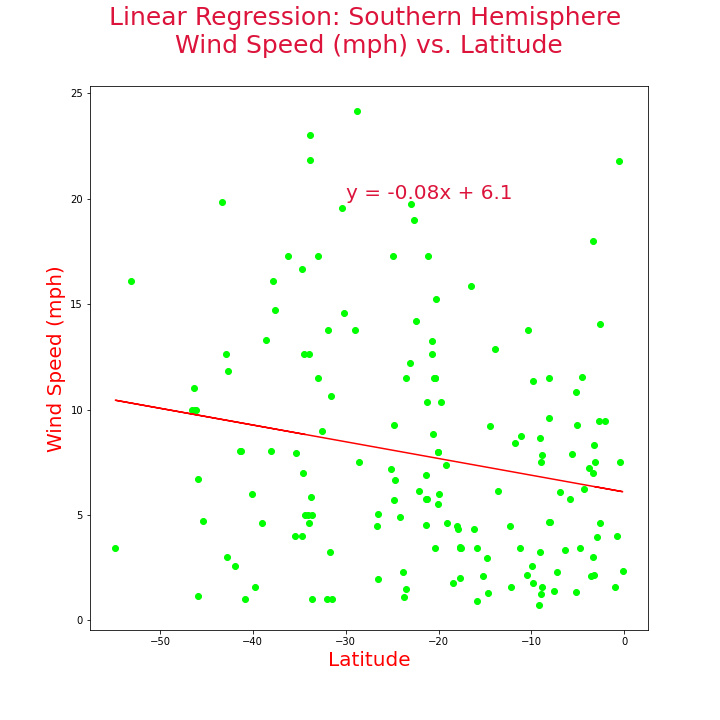 Linear Regression: Southern Hemisphere
Wind Speed (mph) vs. Latitude
25
20
15
10
5
0
Wind Speed (mph)
y = -0.08x + 6.1
−50
−40
−30
−20
−10
0
Latitude